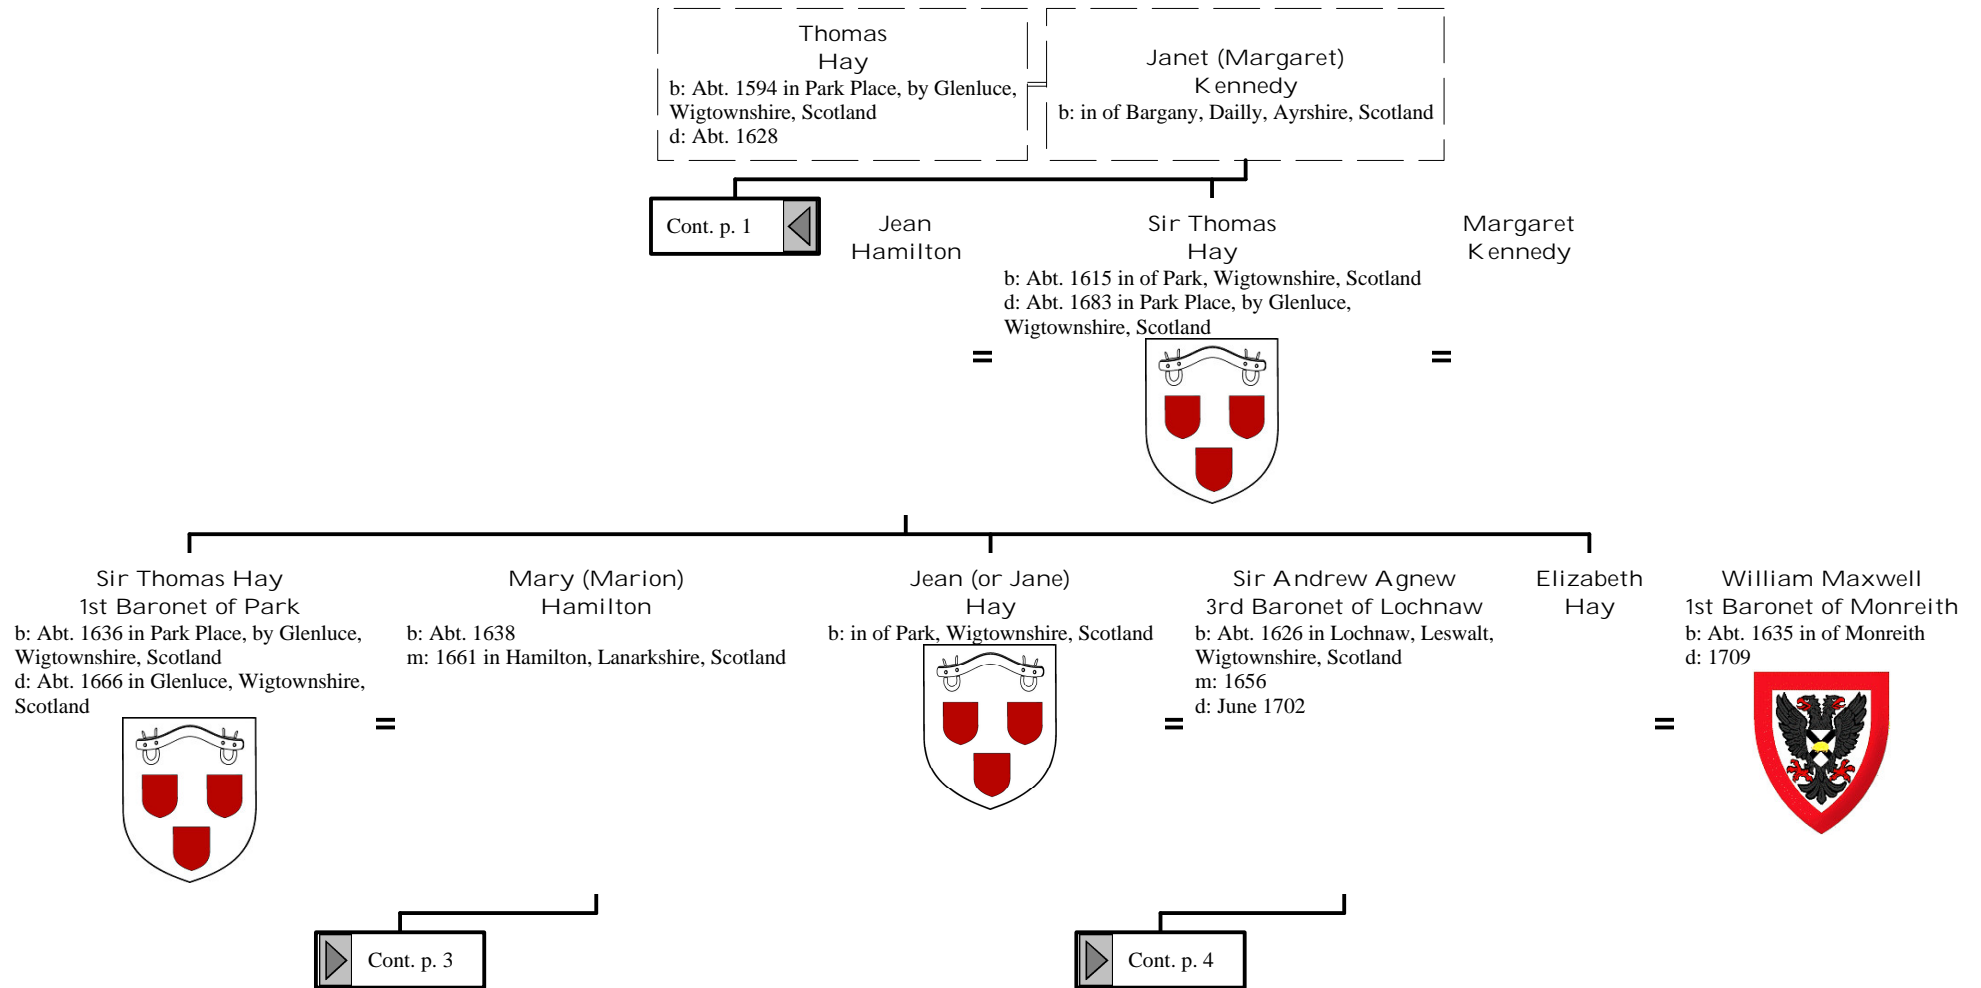 Thomas
Hay
b: Abt. 1594 in Park Place, by Glenluce,
Wigtownshire, Scotland
d: Abt. 1628
Janet (Margaret)
Kennedy
b: in of Bargany, Dailly, Ayrshire, Scotland
Cont. p. 1
Jean
Hamilton
Sir Thomas
Hay
b: Abt. 1615 in of Park, Wigtownshire, Scotland
d: Abt. 1683 in Park Place, by Glenluce,
Wigtownshire, Scotland
Margaret
Kennedy
=
=
Sir Thomas Hay
1st Baronet of Park
b: Abt. 1636 in Park Place, by Glenluce,
Wigtownshire, Scotland
d: Abt. 1666 in Glenluce, Wigtownshire,
Scotland
=
Mary (Marion)
Hamilton
b: Abt. 1638
m: 1661 in Hamilton, Lanarkshire, Scotland
Jean (or Jane)
Hay
b: in of Park, Wigtownshire, Scotland
=
Sir Andrew Agnew
3rd Baronet of Lochnaw
b: Abt. 1626 in Lochnaw, Leswalt,
Wigtownshire, Scotland
m: 1656
d: June 1702
Elizabeth
Hay
=
William Maxwell
1st Baronet of Monreith
b: Abt. 1635 in of Monreith
d: 1709
Cont. p. 3
Cont. p. 4